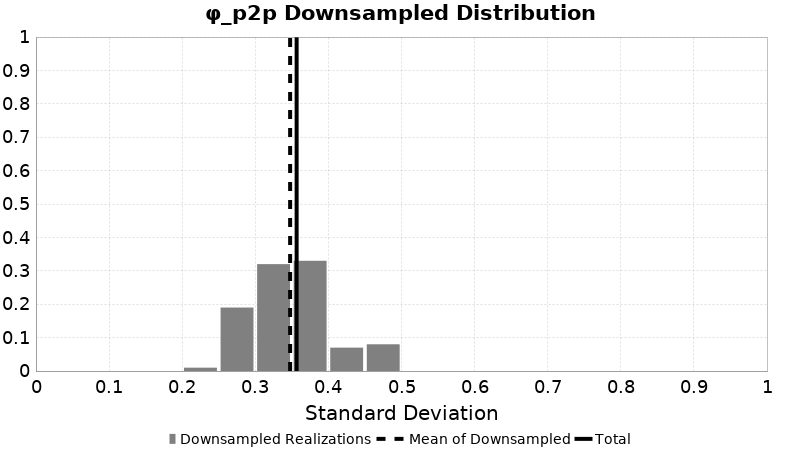 φ_p2p Downsampled Distribution
1
0.9
0.8
0.7
0.6
0.5
0.4
0.3
0.2
0.1
0
0 0.1 0.2 0.3 0.4 0.5 0.6 0.7 0.8 0.9 1
Standard Deviation
Downsampled Realizations Mean of Downsampled Total